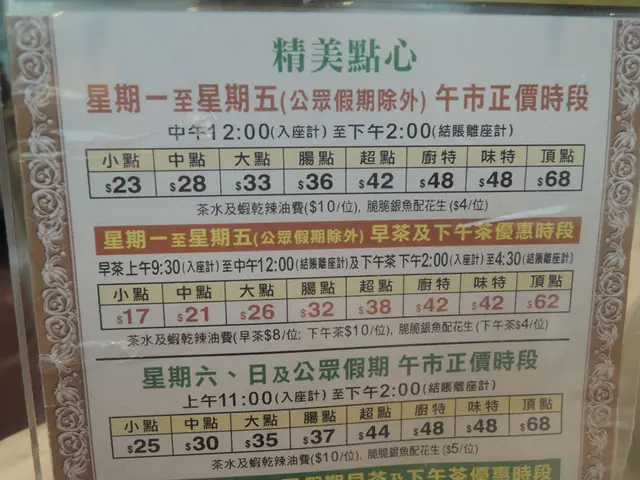 精美點心
星期一至星期五(公眾假期除外) 午市正價時段
中午12:00(入座計) 至下午2:00(結賬離座計)
小點 中點 大點 腸點 超點 廚特 味特 頂點
$23 $28 $33 $36 $42 $48 $48 $68
茶水及蝦乾辣油費($10/位), 脆脆銀魚配花生($4/位)
星期一至星期五(公眾假期除外) 早茶及下午茶優惠時段
早茶上午9:30(入座計)至中午12:00(結賬離座計)及下午茶 下午2:00(入座計)至4:30(結賬離座計)
小點 中點 大點 腸點 超點 廚特 味特 頂點
$17 $21 $26 $32 $38 $42 $42 $62
茶水及蝦乾辣油費(早茶$8/位; 下午茶$10/位), 脆脆銀魚配花生(下午茶$4/位)
星期六、日及公眾假期 午市正價時段
上午11:00(入座計) 至下午2:00(結賬離座計)
小點 中點 大點 腸點 超點 廚特 味特 頂點
$25 $30 $35 $37 $44 $48 $48 $68
茶水及蝦乾辣油費($10/位), 脆脆銀魚配花生($5/位)
假期早茶及下午茶優惠時段